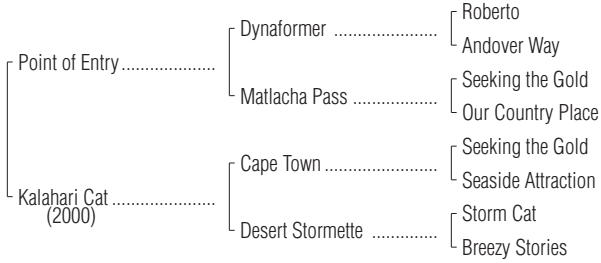 Roberto
Dynaformer ..................
Andover Way
Point of Entry....................
Seeking the Gold
Matlacha Pass ...............
Our Country Place
Seeking the Gold
Cape Town ....................
Seaside Attraction
Kalahari Cat ......................
(2000)
Storm Cat
Desert Stormette ............
Breezy Stories